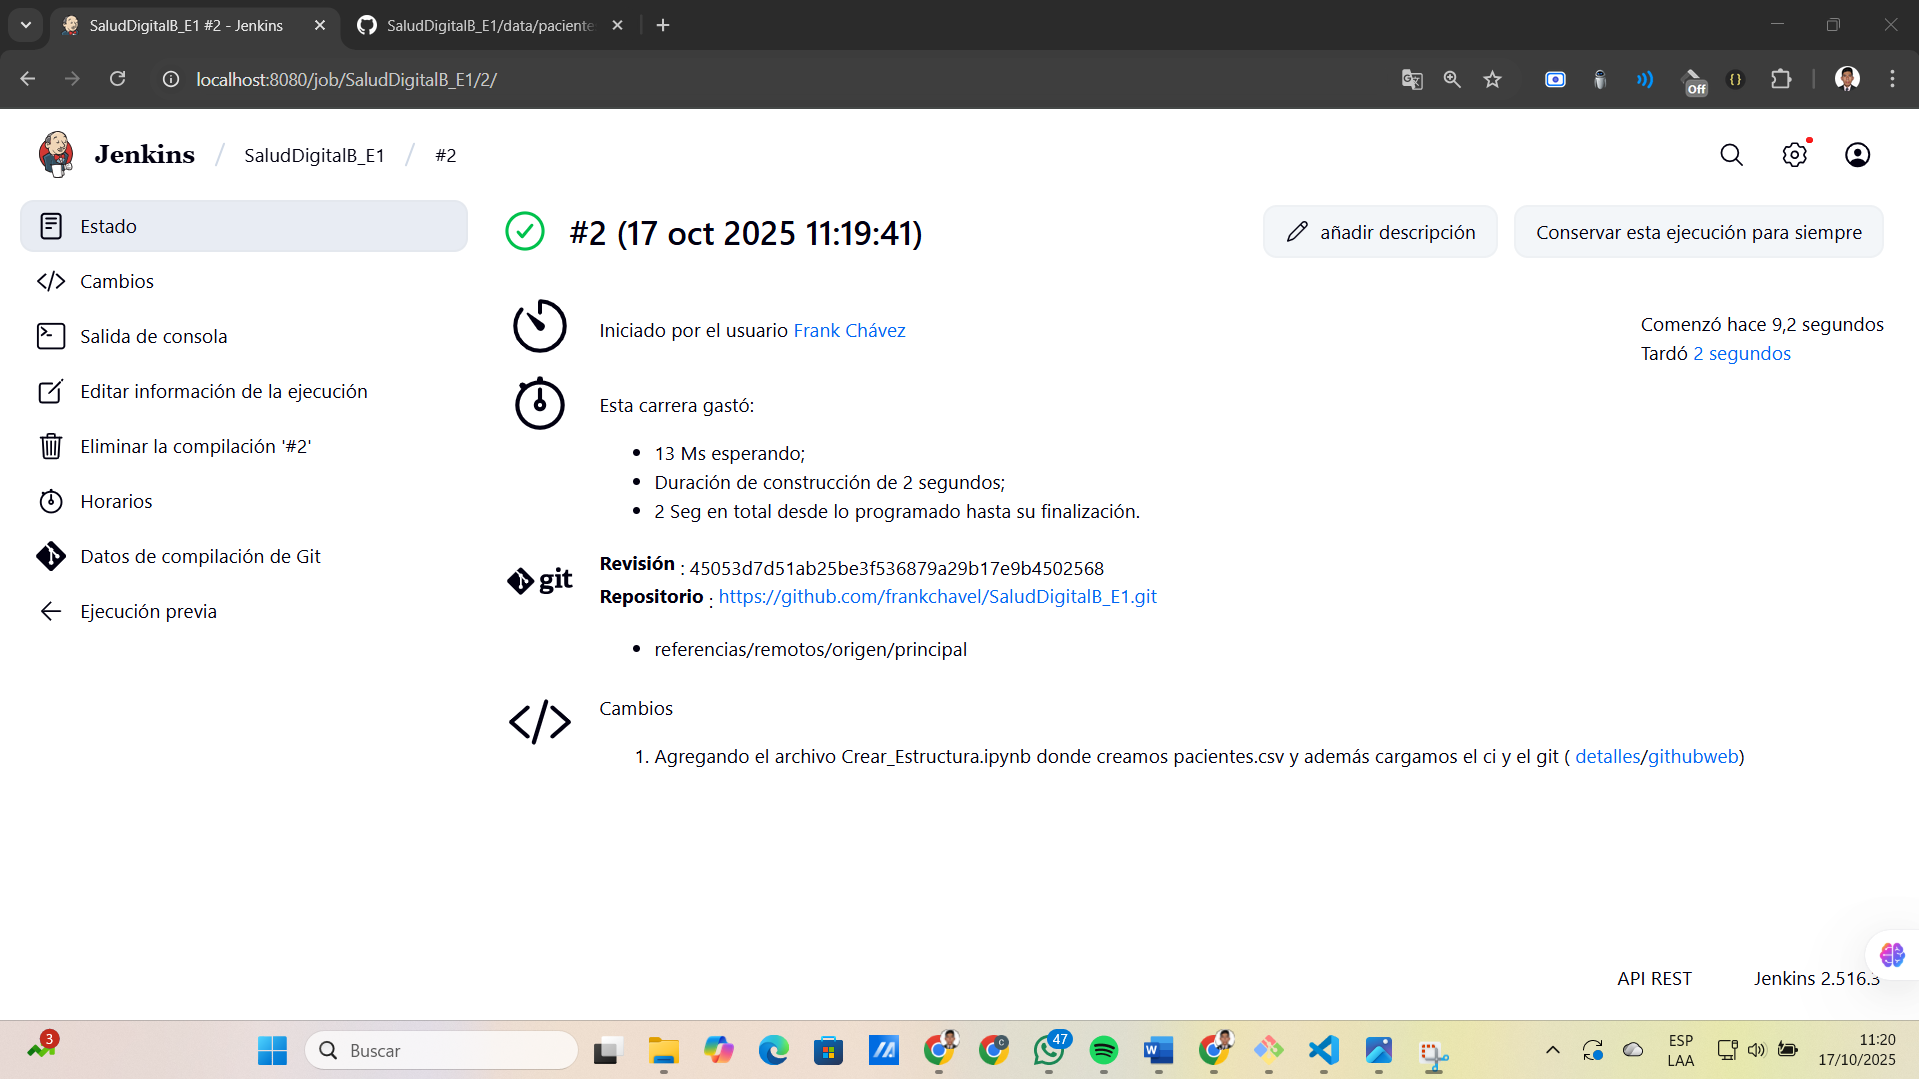 SaludDigitalB_E1 #2 - Jenkins
SaludDigitalB_E1/data/paciente
localhost:8080/job/SaludDigitalB_E1/2/
Off
Jenkins / SaludDigitalB_E1 / #2
Estado
Cambios
Salida de consola
Editar información de la ejecución
Eliminar la compilación '#2'
Horarios
Datos de compilación de Git
Ejecución previa
#2 (17 oct 2025 11:19:41)
añadir descripción
Conservar esta ejecución para siempre
Iniciado por el usuario Frank Chávez
Comenzó hace 9,2 segundos
Tardó 2 segundos
Esta carrera gastó:
13 Ms esperando;
Duración de construcción de 2 segundos;
2 Seg en total desde lo programado hasta su finalización.
git
Revisión : 45053d7d51ab25be3f536879a29b17e9b4502568
Repositorio : https://github.com/frankchavel/SaludDigitalB_E1.git
referencias/remotos/origen/principal
Cambios
1. Agregando el archivo Crear_Estructura.ipynb donde creamos pacientes.csv y además cargamos el ci y el git ( detalles/githubweb)
API REST
Jenkins 2.516.3
3
Buscar
C
47
ESP
LAA
11:20
17/10/2025